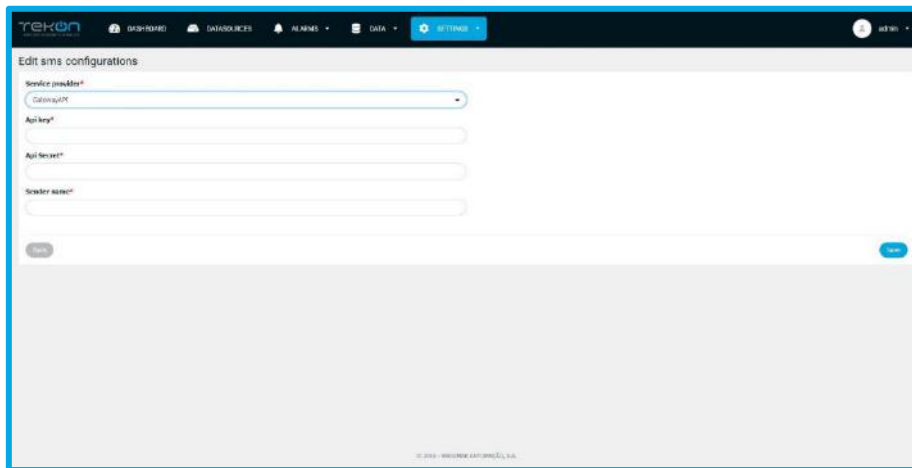 TEKON
DASHBOARD DATASOURCES ALARMS DATA SETTINGS admin
Edit sms configurations
Service provider*
GatewayAPI
Api key*
Api Secret*
Sender name*
Back Save